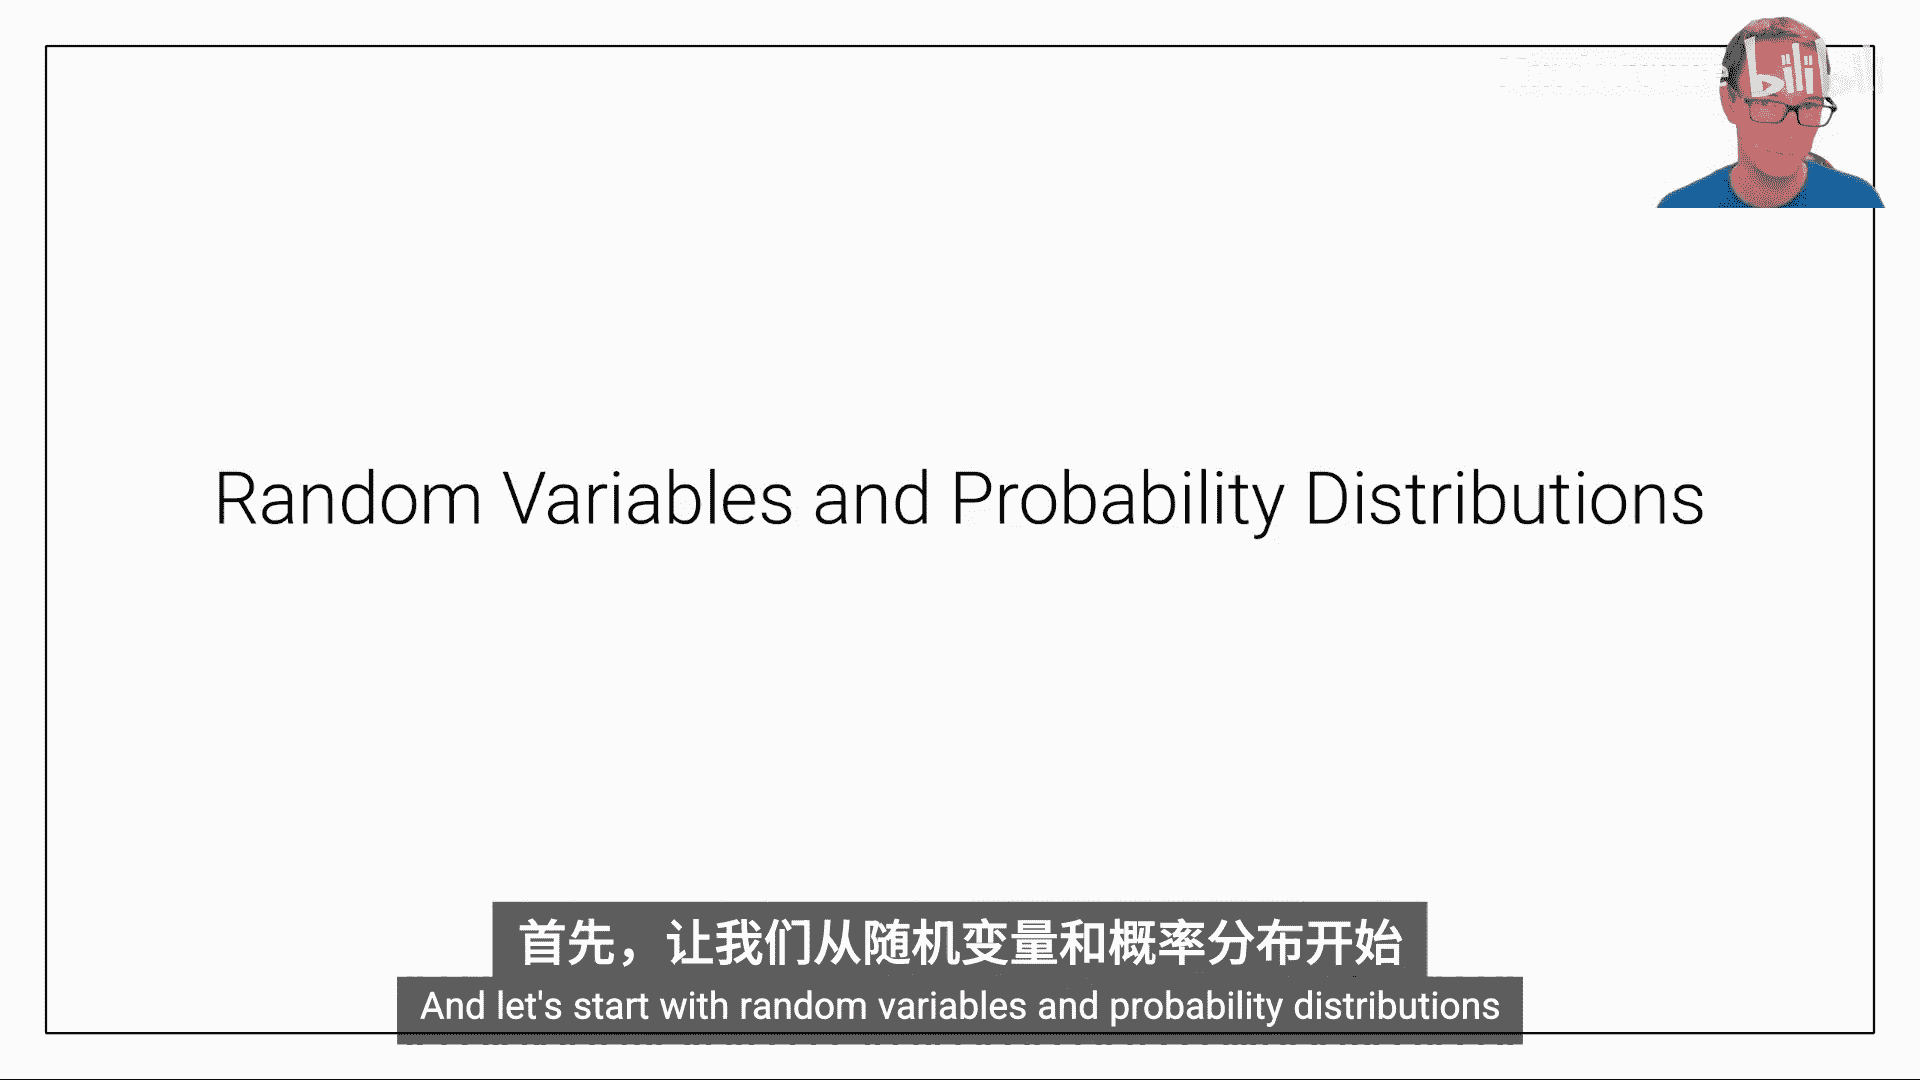 bili
Random Variables and Probability Distributions
首先，让我们从随机变量和概率分布开始
And let's start with random variables and probability distributions